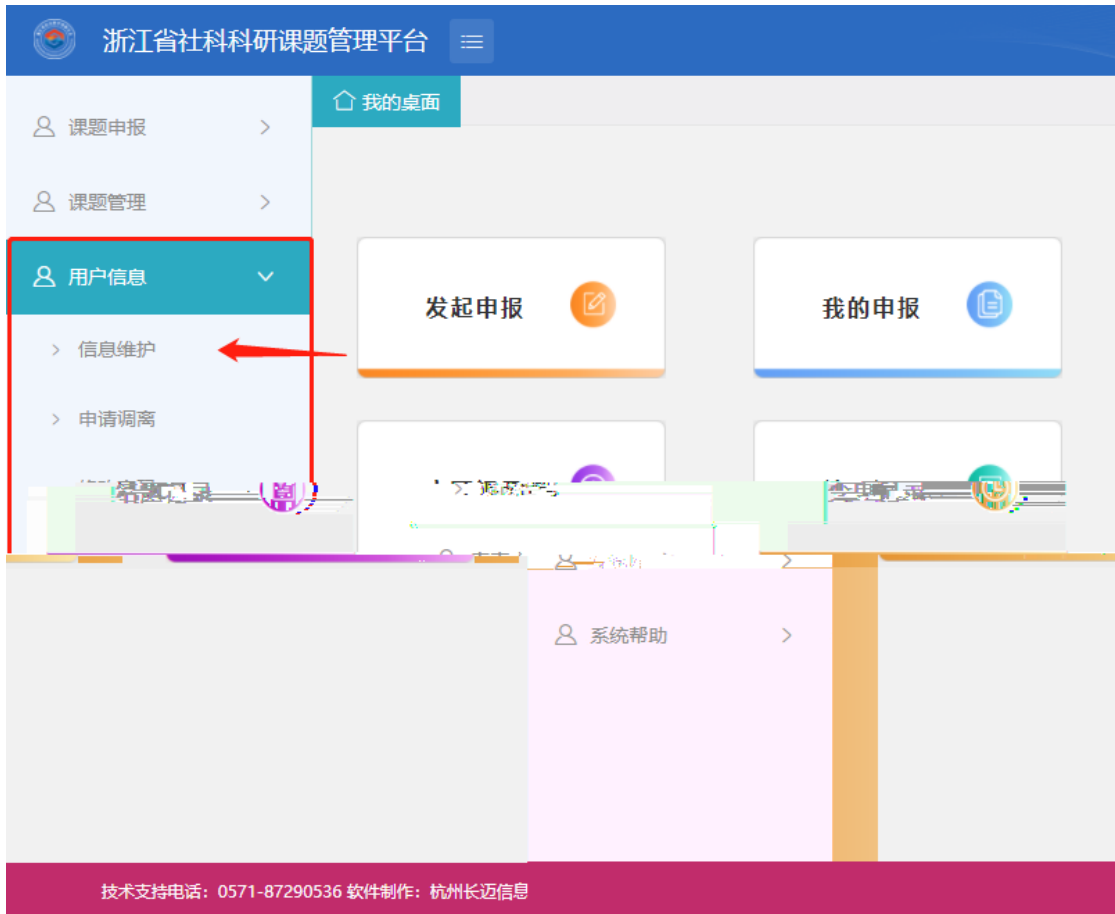 浙江省社科科研课题管理平台
我的桌面
课题申报
课题管理
用户信息
信息维护
申请调离
发起申报
我的申报
系统帮助
技术支持电话：0571-87290536 软件制作：杭州长迈信息